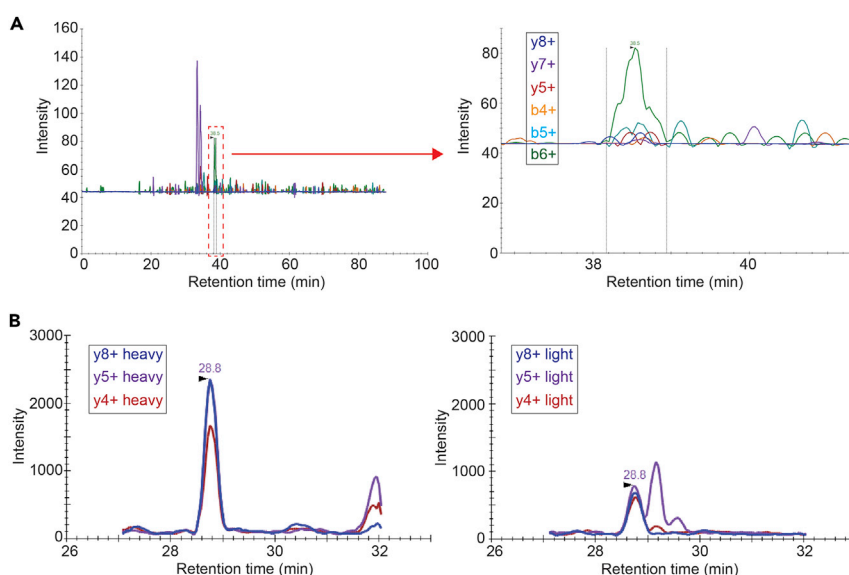 A
160
140
120
100
80
60
40
20
0
Intensity
0 20 40 60 80 100
Retention time (min)
80
60
40
20
0
Intensity
y8+
y7+
y5+
b4+
b5+
b6+
38 40
Retention time (min)
B
3000
2000
1000
0
Intensity
y8+ heavy
y5+ heavy
y4+ heavy
28.8
26 28 30 32
Retention time (min)
3000
2000
1000
0
Intensity
y8+ light
y5+ light
y4+ light
28.8
26 28 30 32
Retention time (min)